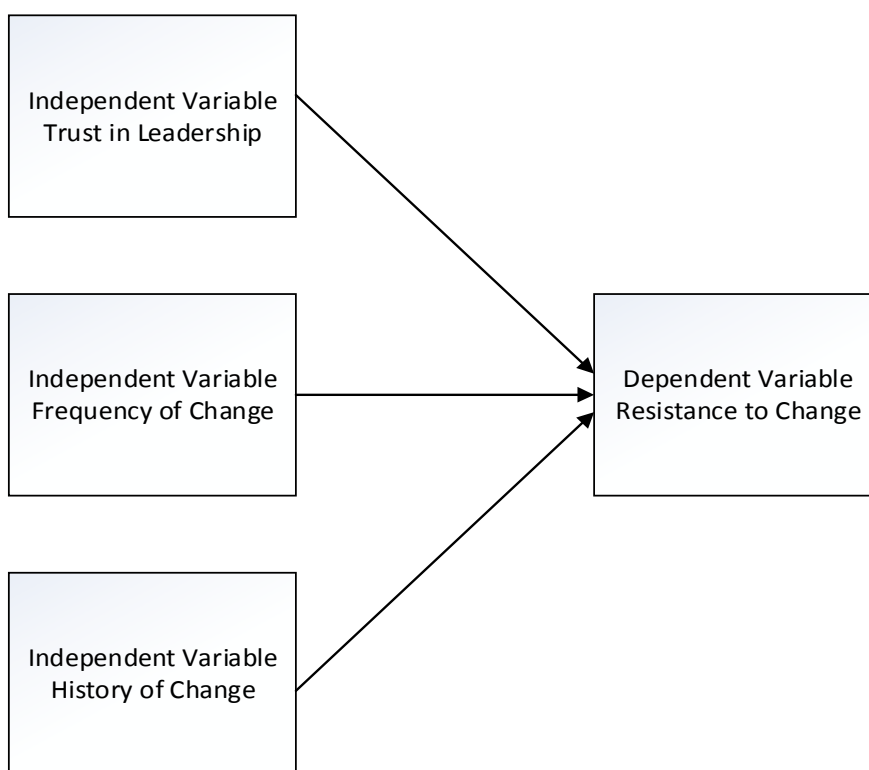 Independent Variable
Trust in Leadership
Independent Variable
Frequency of Change
Dependent Variable
Resistance to Change
Independent Variable
History of Change